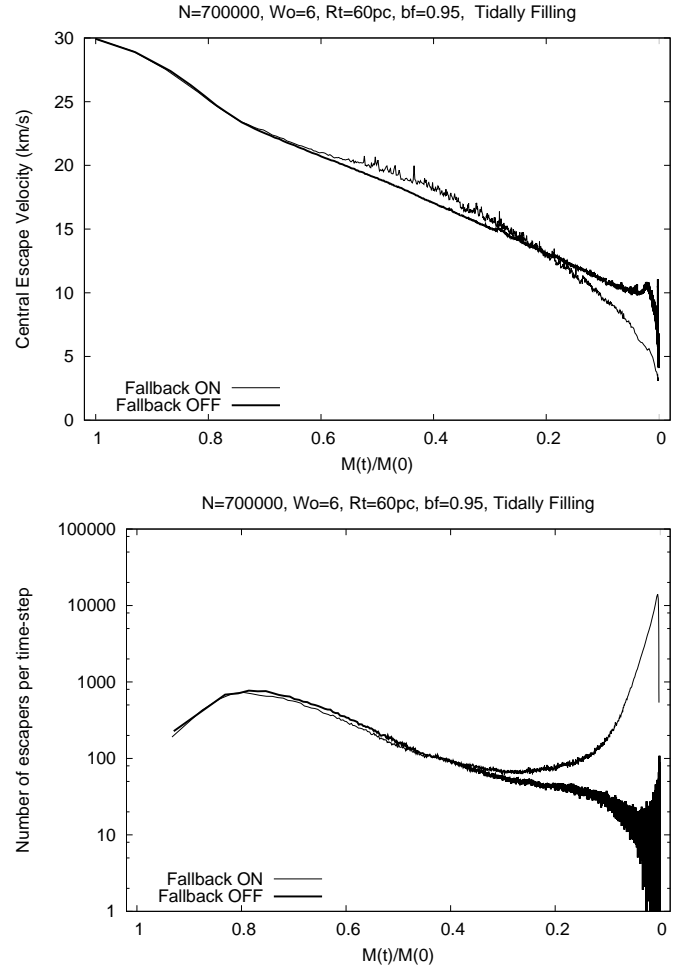 N=700000, Wo=6, Rt=60pc, bf=0.95, Tidally Filling
30
25
20
15
10
5
0
Central Escape Velocity (km/s)
Fallback ON
Fallback OFF
1 0.8 0.6 0.4 0.2 0
M(t)/M(0)
N=700000, Wo=6, Rt=60pc, bf=0.95, Tidally Filling
100000
10000
1000
100
10
1
Number of escapers per time-step
Fallback ON
Fallback OFF
1 0.8 0.6 0.4 0.2 0
M(t)/M(0)